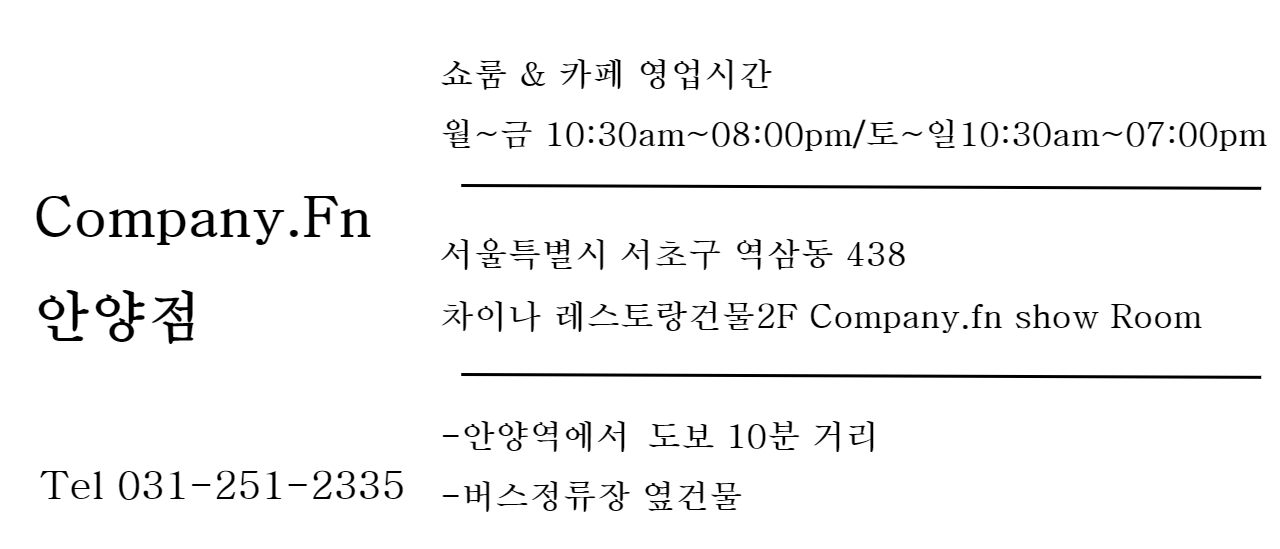 Company.Fn
안양점
Tel 031-251-2335
쇼룸 & 카페 영업시간
월~금 10:30am~08:00pm/토~일10:30am~07:00pm
서울특별시 서초구 역삼동 438
차이나 레스토랑건물2F Company.fn show Room
-안양역에서 도보 10분 거리
-버스정류장 옆건물